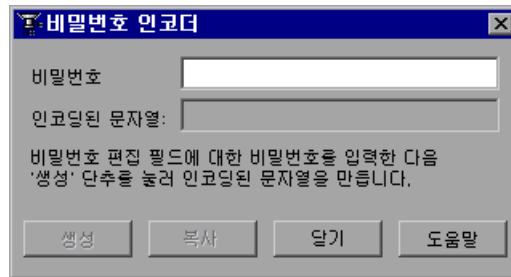 비밀번호 인코더
비밀번호
인코딩된 문자열:
비밀번호 편집 필드에 대한 비밀번호를 입력한 다음
'생성' 단추를 눌러 인코딩된 문자열을 만듭니다.
생성 복사 닫기 도움말